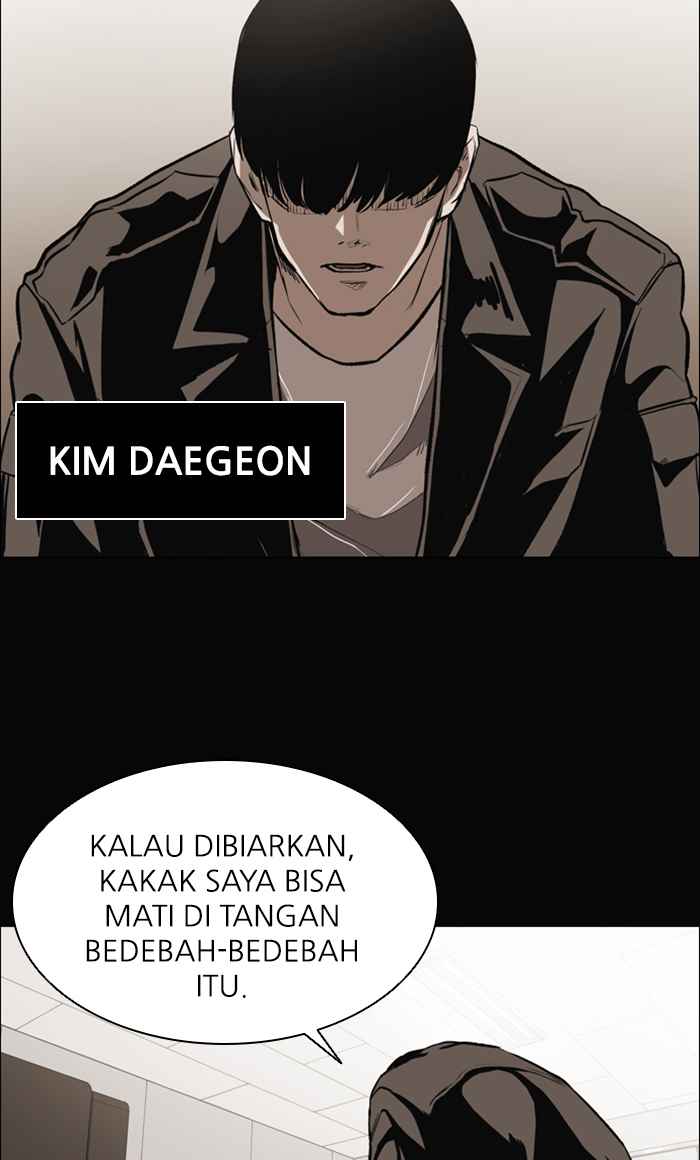 KIM DAEGEON
KALAU DIBIARKAN,
KAKAK SAYA BISA
MATI DI TANGAN
BEDEBAH-BEDEBAH
ITU.